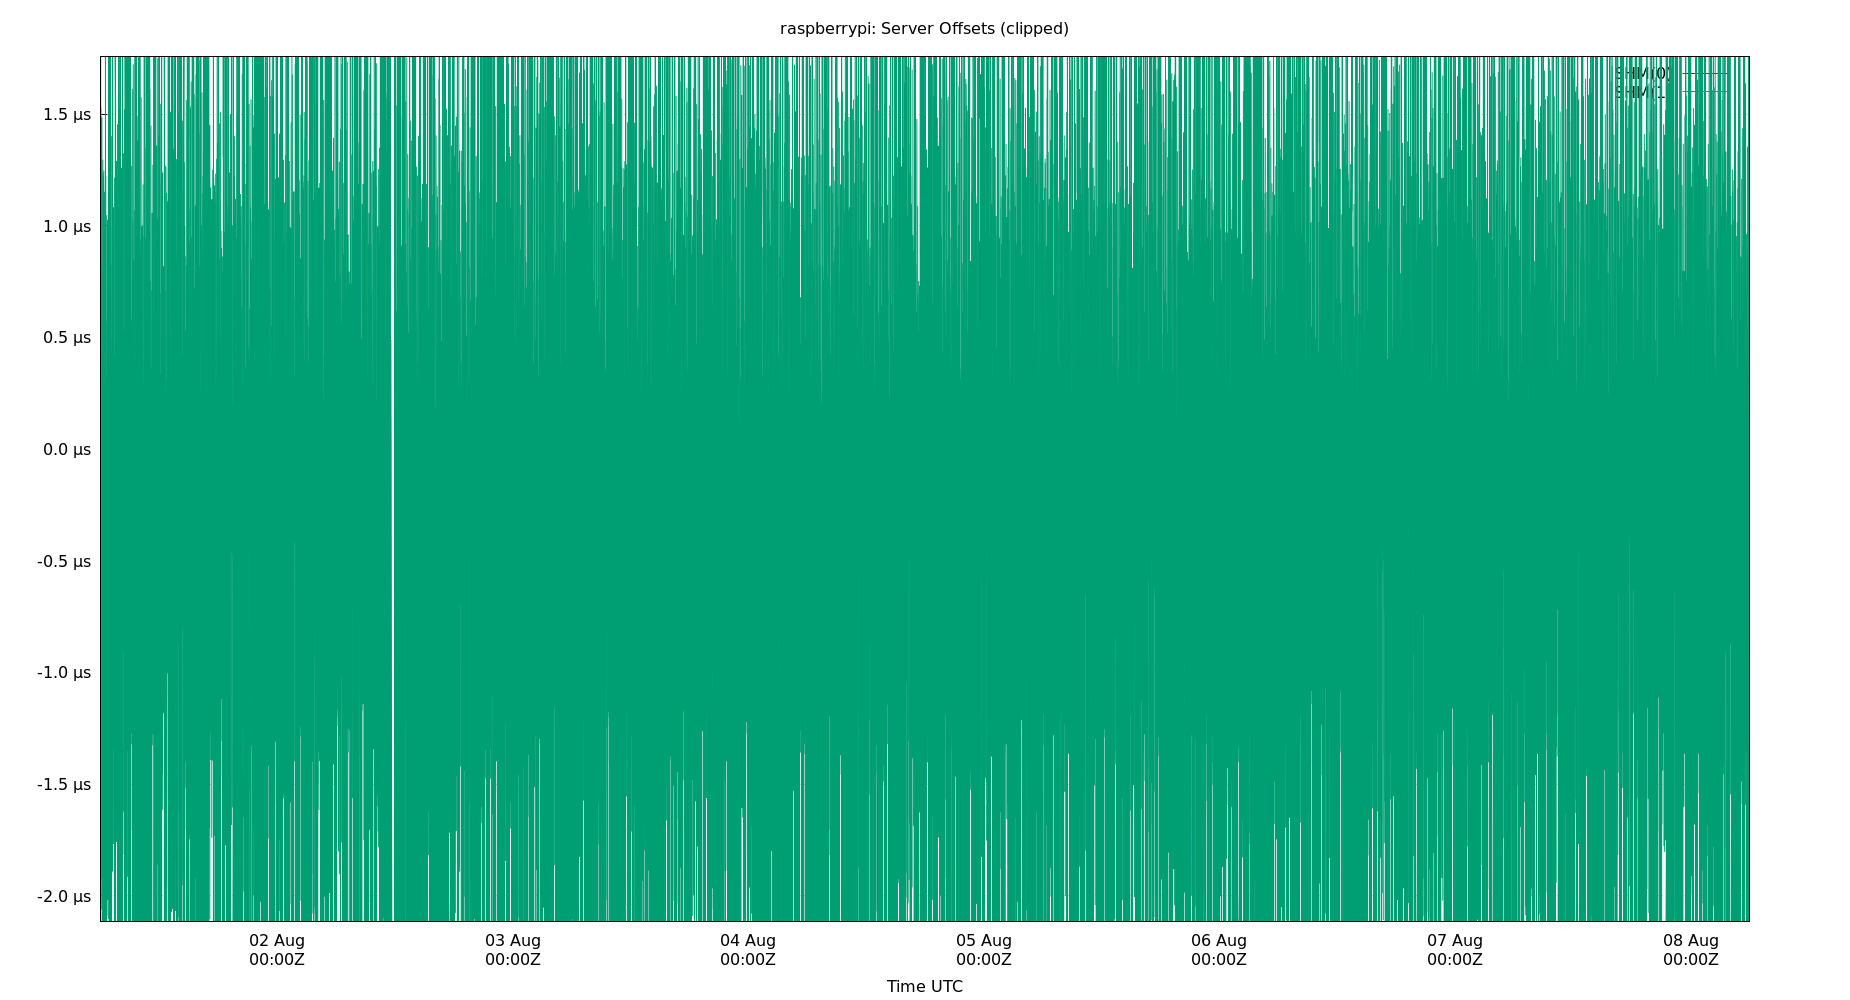 raspberrypi: Server Offsets (clipped)
SHM(0)
1.5 µs
1.0 µs
0.5 µs
0.0 µs
-0.5 µs
-1.0 µs
-1.5 µs
-2.0 µs
02 Aug 03 Aug 04 Aug 05 Aug 06 Aug 07 Aug 08 Aug
00:00Z 00:00Z 00:00Z 00:00Z 00:00Z 00:00Z 00:00Z
Time UTC